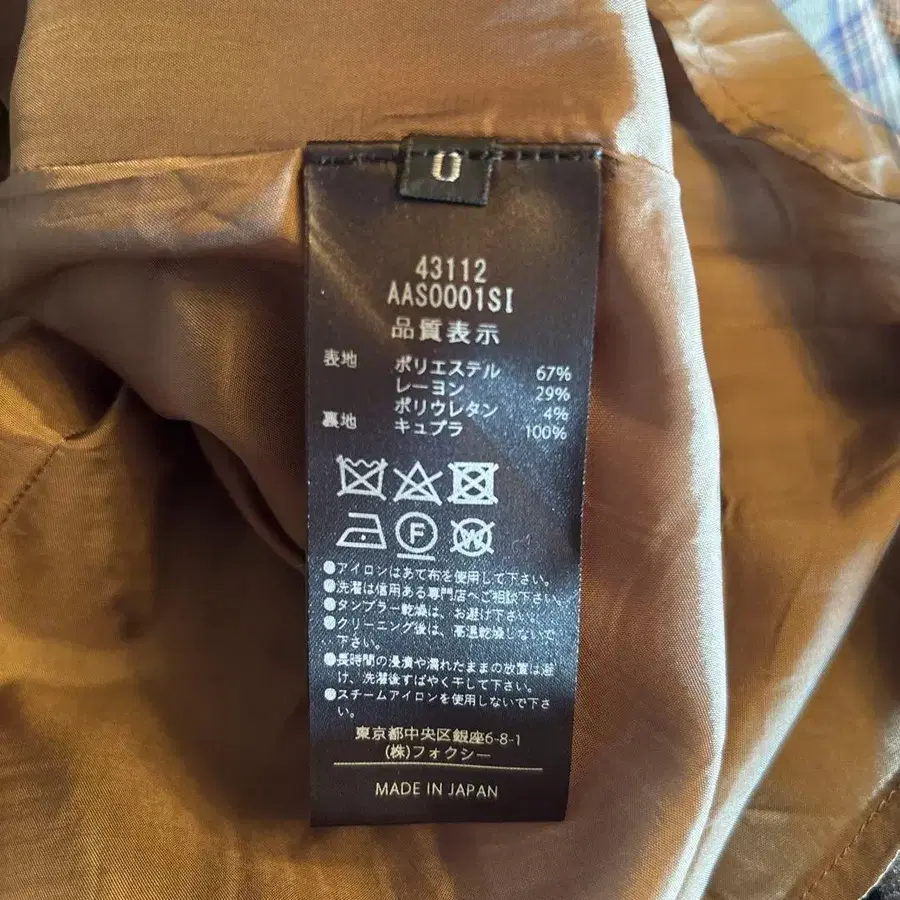 0
43112
AAS0001SI
品質表示
表地 ポリエステル 67%
レーヨン 29%
ポリウレタン 4%
裏地 キュプラ 100%
F W
●アイロンはあて布を使用して下さい。
●洗濯は信用ある専門店へご相談下さい。
●タンブラー乾燥は、お避け下さい。
●クリーニング後は、高温乾燥しないで
下さい。
●長時間の浸漬や濡れたままの放置は避
け、洗濯後すばやく干して下さい。
●スチームアイロンを使用しないで下さ
い。
東京都中央区銀座6-8-1
(株)フォクシー
MADE IN JAPAN